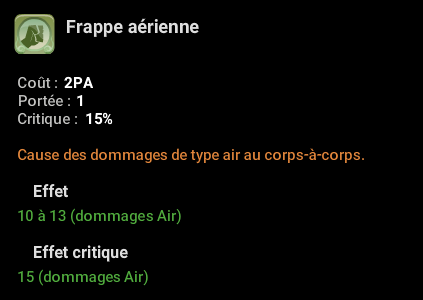 Frappe aérienne
Coût : 2PA
Portée : 1
Critique : 15%
Cause des dommages de type air au corps-à-corps.
Effet
10 à 13 (dommages Air)
Effet critique
15 (dommages Air)